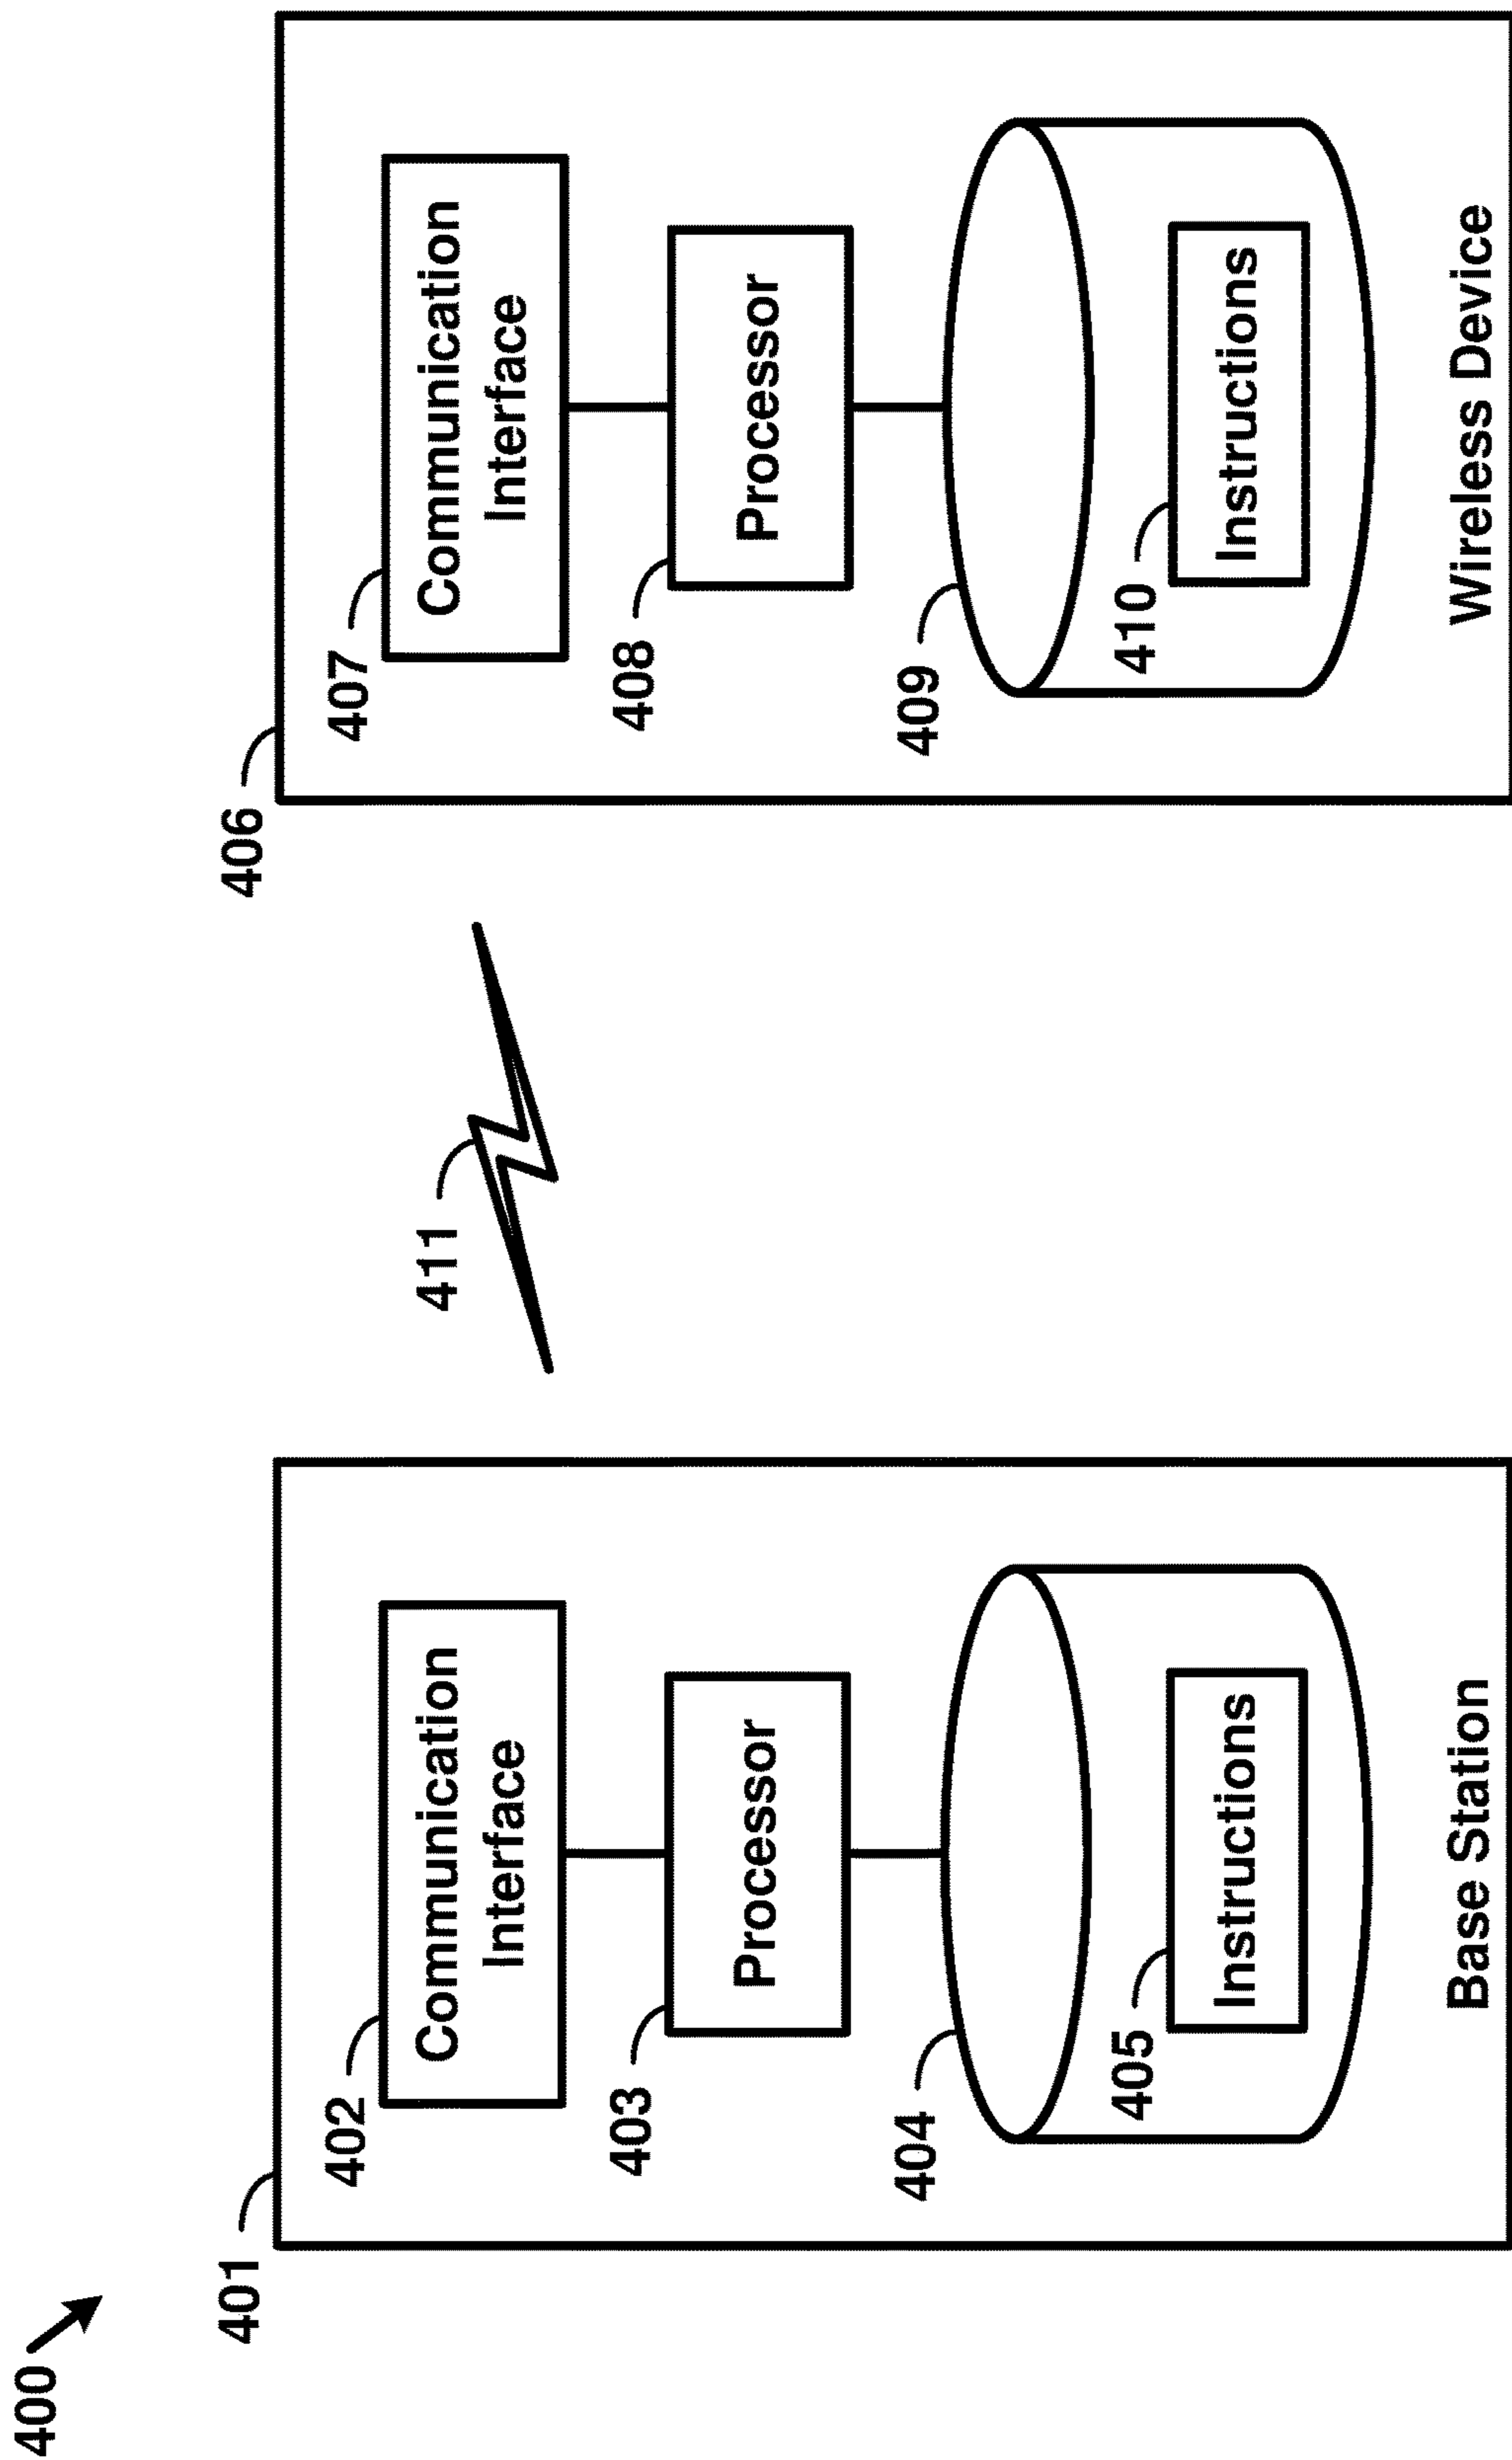 400
401
402
Communication
Interface
403
Processor
404
405
Instructions
Base Station
411
406
407
Communication
Interface
408
Processor
409
410
Instructions
Wireless Device